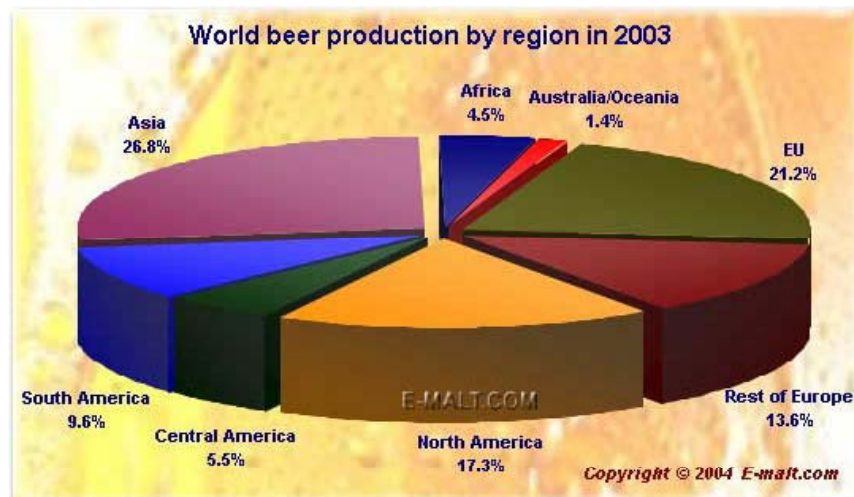 World beer production by region in 2003
Africa
4.5%
Australia/Oceania
1.4%
Asia
26.8%
EU
21.2%
South America
9.6%
Central America
5.5%
E-MALT.COM
North America
17.3%
Rest of Europe
13.6%
Copyright © 2004 E-malt.com